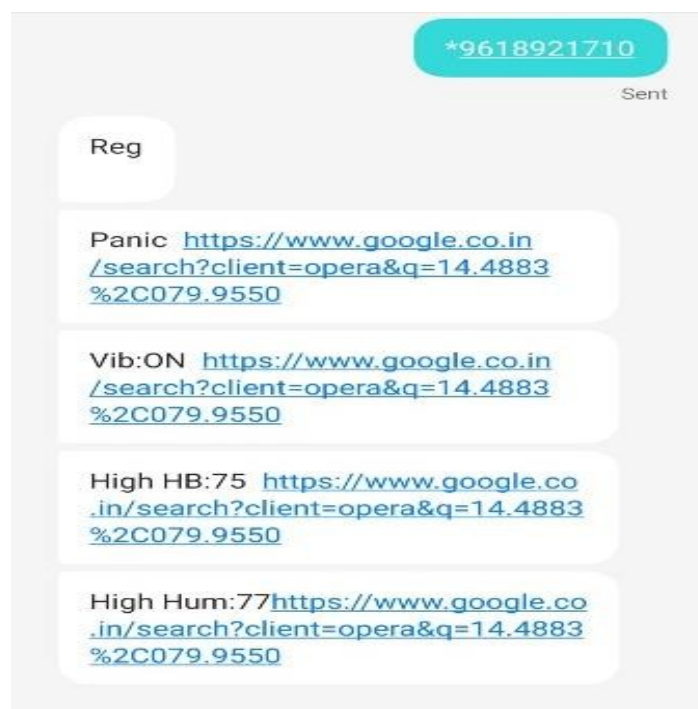 *9618921710
Sent
Reg
Panic  https://www.google.co.in
/search?client=opera&q=14.4883
%2C079.9550
Vib:ON  https://www.google.co.in
/search?client=opera&q=14.4883
%2C079.9550
High HB:75  https://www.google.co
.in/search?client=opera&q=14.4883
%2C079.9550
High Hum:77https://www.google.co
.in/search?client=opera&q=14.4883
%2C079.9550